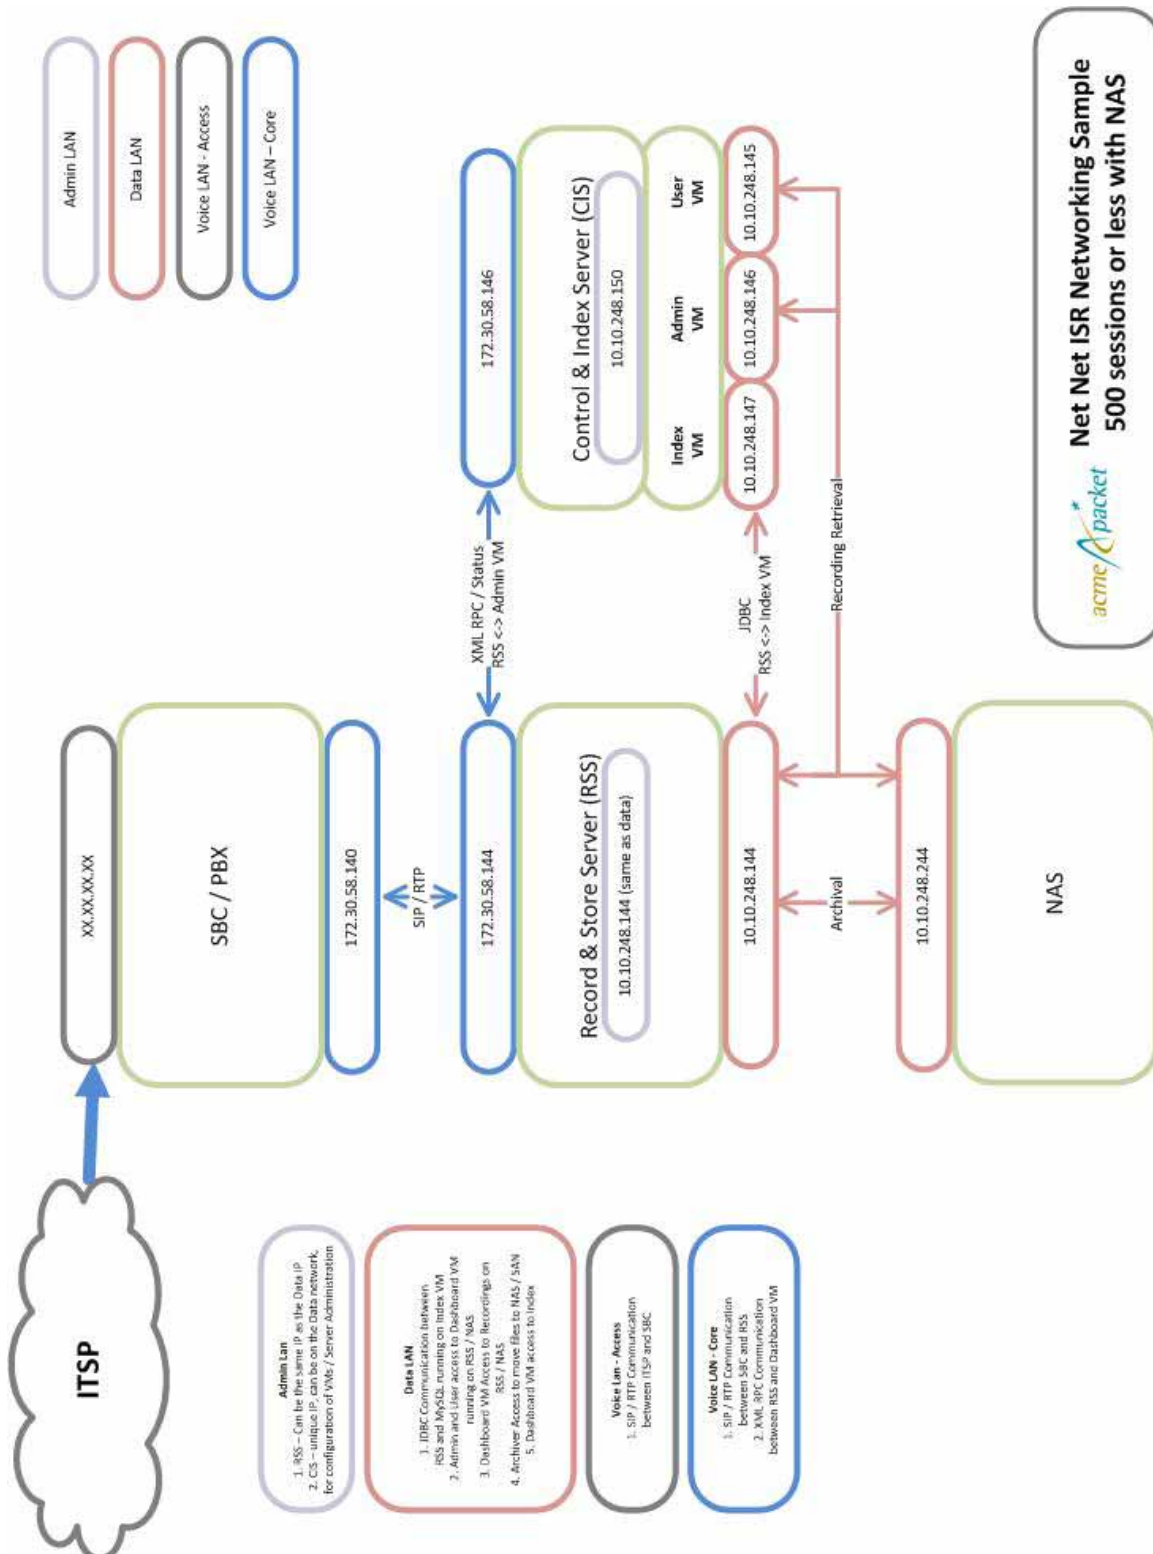 ITSP
XX.XX.XX.XX
SBC / PBX
172.30.58.140
SIP / RTP
172.30.58.144
XML RPC / Status
RSS <-> Admin VM
172.30.58.146
Record & Store Server (RSS)
10.10.248.144 (same as data)
10.10.248.144
Control & Index Server (CIS)
10.10.248.150
Index
VM
Admin
VM
User
VM
10.10.248.147
10.10.248.146
10.10.248.145
JDBC
RSS <-> Index VM
Archival
Recording Retrieval
10.10.248.244
NAS
Admin LAN
Data LAN
Voice LAN - Access
Voice LAN – Core
Admin Lan
1. RSS – Can be the same IP as the Data IP
2. CIS – unique IP, can be on the Data network,
for configuration of VMs / Server Administration
Data LAN
1. JDBC Communication between
RSS and MySQL running on Index VM
2. Admin and User access to Dashboard VM
running on RSS / NAS
3. Dashboard VM Access to Recordings on
RSS / NAS
4. Archiver Access to move files to NAS / SAN
5. Dashboard VM access to Index
Voice Lan - Access
1. SIP / RTP Communication
between ITSP and SBC
Voice LAN - Core
1. SIP / RTP Communication
between SBC and RSS
2. XML RPC Communication
between RSS and Dashboard VM
acme packet
Net Net ISR Networking Sample
500 sessions or less with NAS